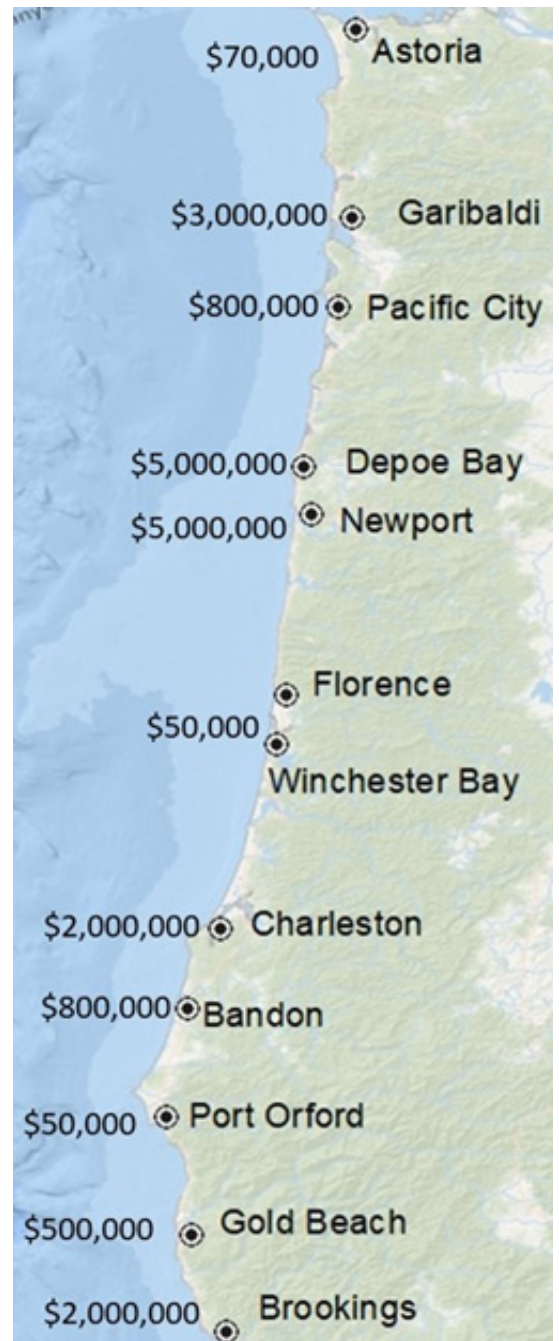 Astoria
$70,000
$3,000,000 Garibaldi
$800,000 Pacific City
$5,000,000 Depoe Bay
$5,000,000 Newport
Florence
$50,000
Winchester Bay
$2,000,000 Charleston
$800,000 Bandon
$50,000 Port Orford
$500,000 Gold Beach
$2,000,000 Brookings